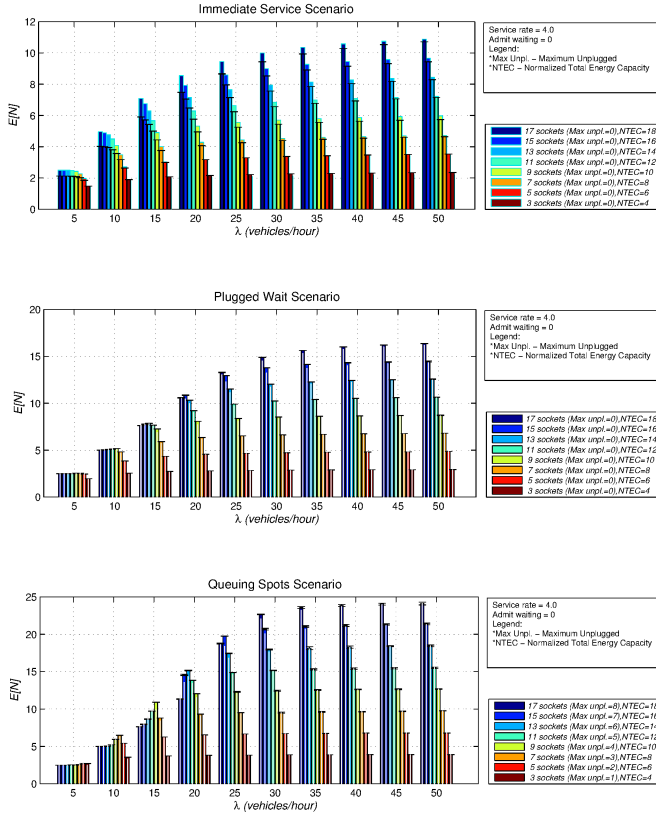 Immediate Service Scenario
12
10
8
6
4
2
0
E[N]
5 10 15 20 25 30 35 40 45 50
λ (vehicles/hour)
Service rate = 4.0
Admit waiting = 0
Legend:
*Max Unpl. − Maximum Unplugged
*NTEC − Normalized Total Energy Capacity
17 sockets (Max unpl.=0),NTEC=18
15 sockets (Max unpl.=0),NTEC=16
13 sockets (Max unpl.=0),NTEC=14
11 sockets (Max unpl.=0),NTEC=12
9 sockets (Max unpl.=0),NTEC=10
7 sockets (Max unpl.=0),NTEC=8
5 sockets (Max unpl.=0),NTEC=6
3 sockets (Max unpl.=0),NTEC=4
Plugged Wait Scenario
20
15
10
5
0
E[N]
5 10 15 20 25 30 35 40 45 50
λ (vehicles/hour)
Service rate = 4.0
Admit waiting = 0
Legend:
*Max Unpl. − Maximum Unplugged
*NTEC − Normalized Total Energy Capacity
17 sockets (Max unpl.=0),NTEC=18
15 sockets (Max unpl.=0),NTEC=16
13 sockets (Max unpl.=0),NTEC=14
11 sockets (Max unpl.=0),NTEC=12
9 sockets (Max unpl.=0),NTEC=10
7 sockets (Max unpl.=0),NTEC=8
5 sockets (Max unpl.=0),NTEC=6
3 sockets (Max unpl.=0),NTEC=4
Queuing Spots Scenario
25
20
15
10
5
0
E[N]
5 10 15 20 25 30 35 40 45 50
λ (vehicles/hour)
Service rate = 4.0
Admit waiting = 0
Legend:
*Max Unpl. − Maximum Unplugged
*NTEC − Normalized Total Energy Capacity
17 sockets (Max unpl.=8),NTEC=18
15 sockets (Max unpl.=7),NTEC=16
13 sockets (Max unpl.=6),NTEC=14
11 sockets (Max unpl.=5),NTEC=12
9 sockets (Max unpl.=4),NTEC=10
7 sockets (Max unpl.=3),NTEC=8
5 sockets (Max unpl.=2),NTEC=6
3 sockets (Max unpl.=1),NTEC=4